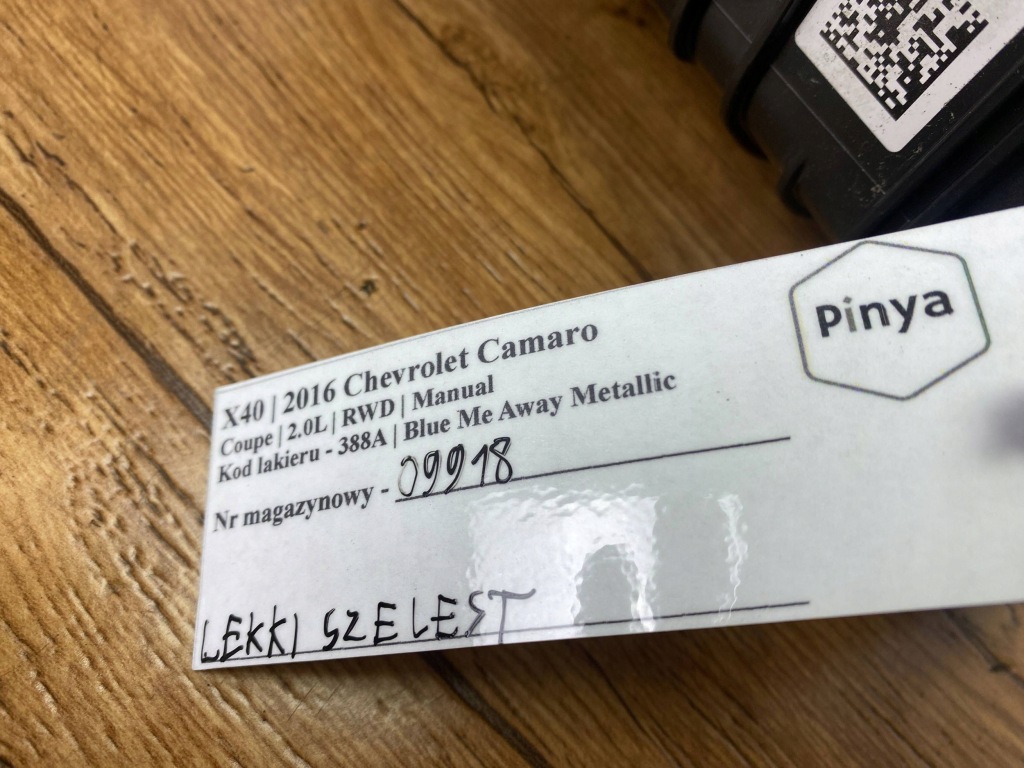 Pinya
X40 | 2016 Chevrolet Camaro
Coupe | 2.0L | RWD | Manual
Kod lakieru - 388A | Blue Me Away Metallic
Nr magazynowy - 09918
LEKKI SZELEST